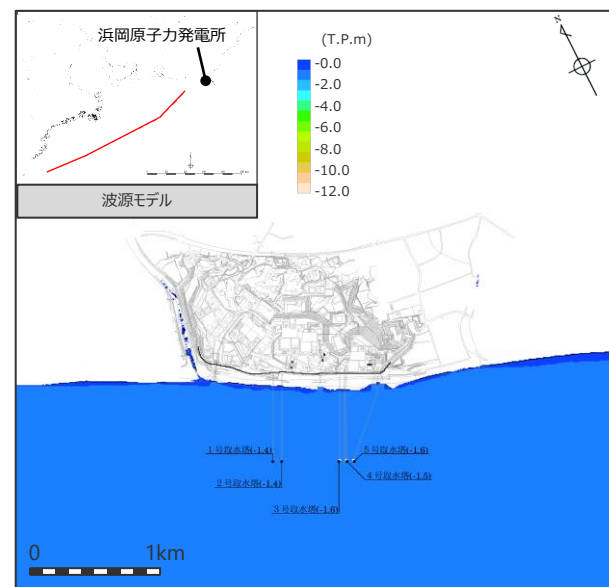 浜岡原子力発電所
波源モデル
(T.P.m)
-0.0
-2.0
-4.0
-6.0
-8.0
-10.0
-12.0
N
1号取水塔(-1.4)
2号取水塔(-1.4)
3号取水塔(-1.6)
4号取水塔(-1.5)
5号取水塔(-1.6)
0 1km